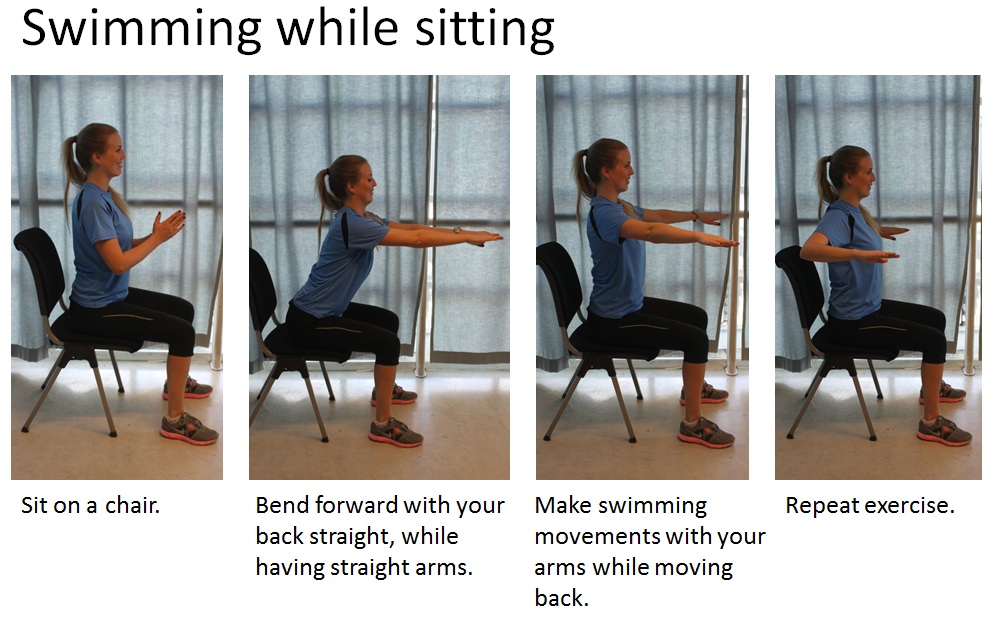 Swimming while sitting
Sit on a chair.
Bend forward with your
back straight, while
having straight arms.
Make swimming
movements with your
arms while moving
back.
Repeat exercise.